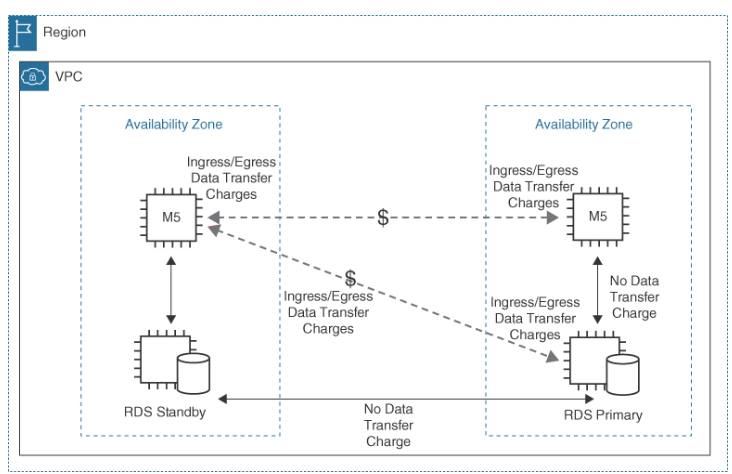 Region
VPC
Availability Zone
Availability Zone
Ingress/Egress
Data Transfer
Charges
Ingress/Egress
Data Transfer
Charges
M5
$
M5
$
Ingress/Egress
Data Transfer
Charges
No Data
Transfer
Charge
Ingress/Egress
Data Transfer
Charges
RDS Standby
No Data
Transfer
Charge
RDS Primary